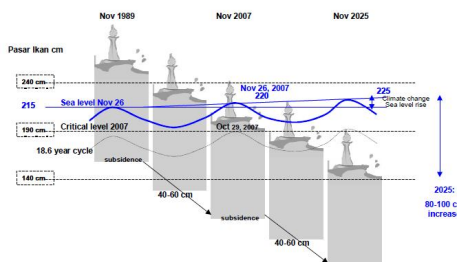 Nov 1989
Nov 2007
Nov 2025
Pasar Ikan cm
240 cm
Nov 26, 2007
220
225
Climate change
Sea level rise
215
Sea level Nov 26
190 cm
Critical level 2007
Oct 29, 2007
18.6 year cycle
subsidence
140 cm
40-60 cm
2025:
80-100 c
increase
subsidence
40-60 cm